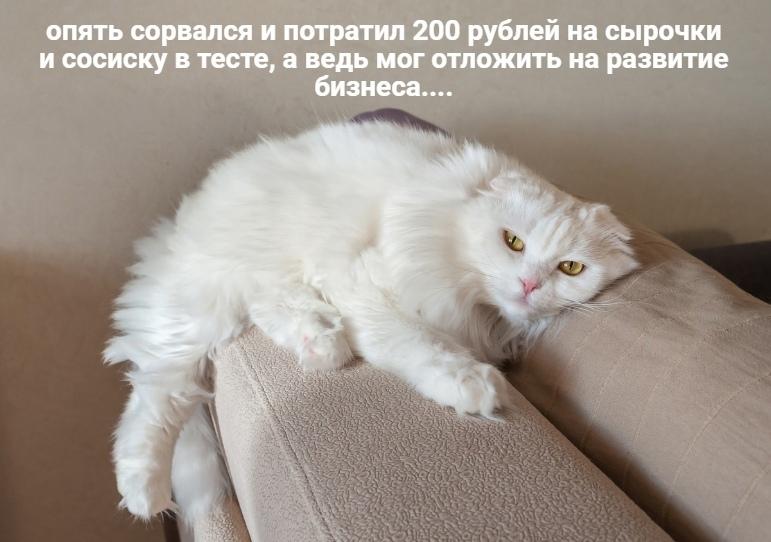 опять сорвался и потратил 200 рублей на сырочки
и сосиску в тесте, а ведь мог отложить на развитие
бизнеса....